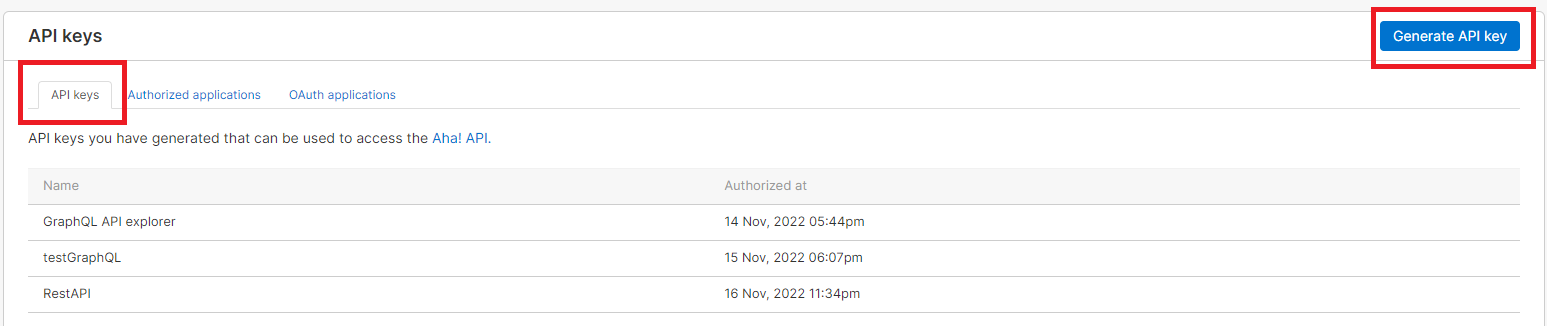 API keys
Generate API key
API keys Authorized applications OAuth applications
API keys you have generated that can be used to access the Aha! API.
Name Authorized at
GraphQL API explorer 14 Nov, 2022 05:44pm
testGraphQL 15 Nov, 2022 06:07pm
RestAPI 16 Nov, 2022 11:34pm